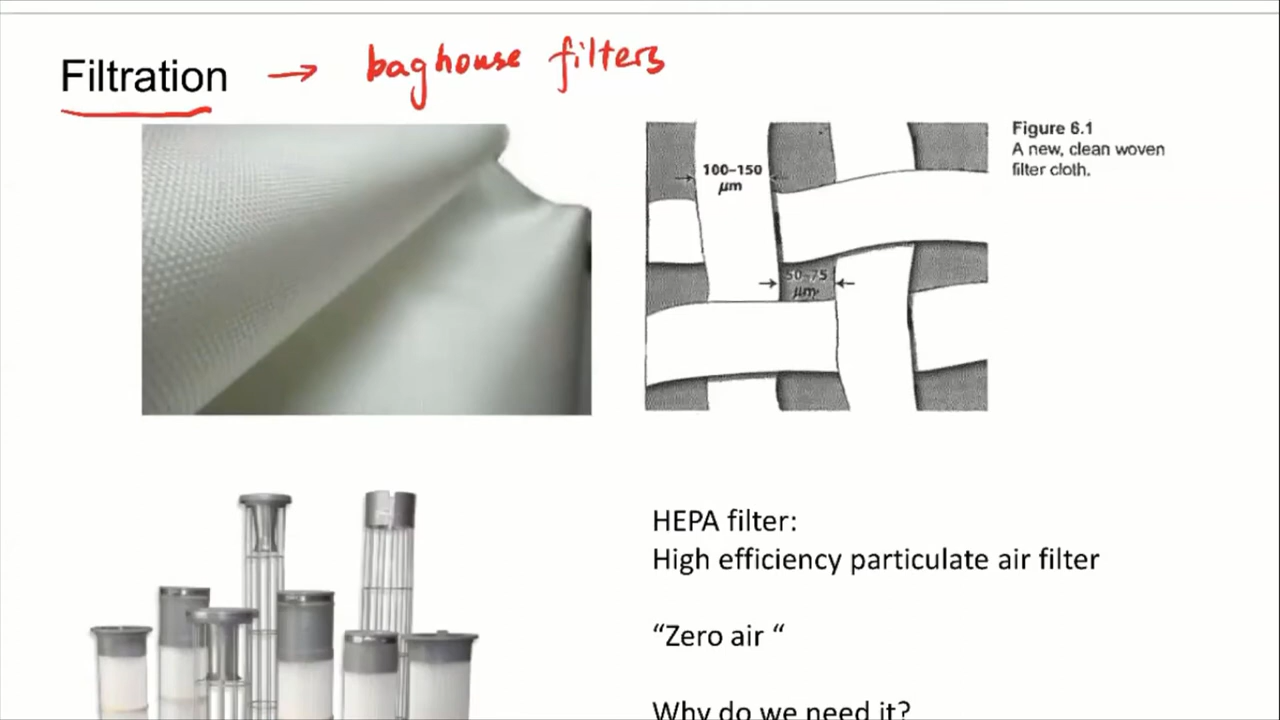 Filtration → baghouse filters
Figure 6.1
A new, clean woven
filter cloth.
100–150
μm
50–75
μm
HEPA filter:
High efficiency particulate air filter
“Zero air “
Why do we need it?